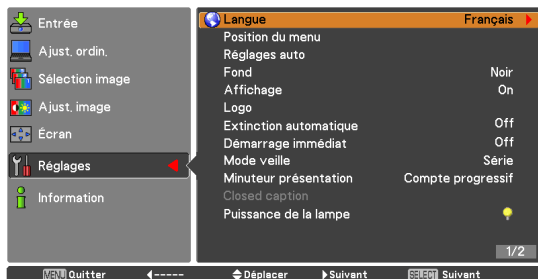 Entrée
Ajust. ordin.
Sélection image
Ajust. image
Écran
Réglages
Information
Langue Français
Position du menu
Réglages auto
Fond Noir
Affichage On
Logo
Extinction automatique Off
Démarrage immédiat Off
Mode veille Série
Minuteur présentation Compte progressif
Closed caption
Puissance de la lampe
1/2
MENU Quitter ----- Déplacer Suivant SELECT Suivant